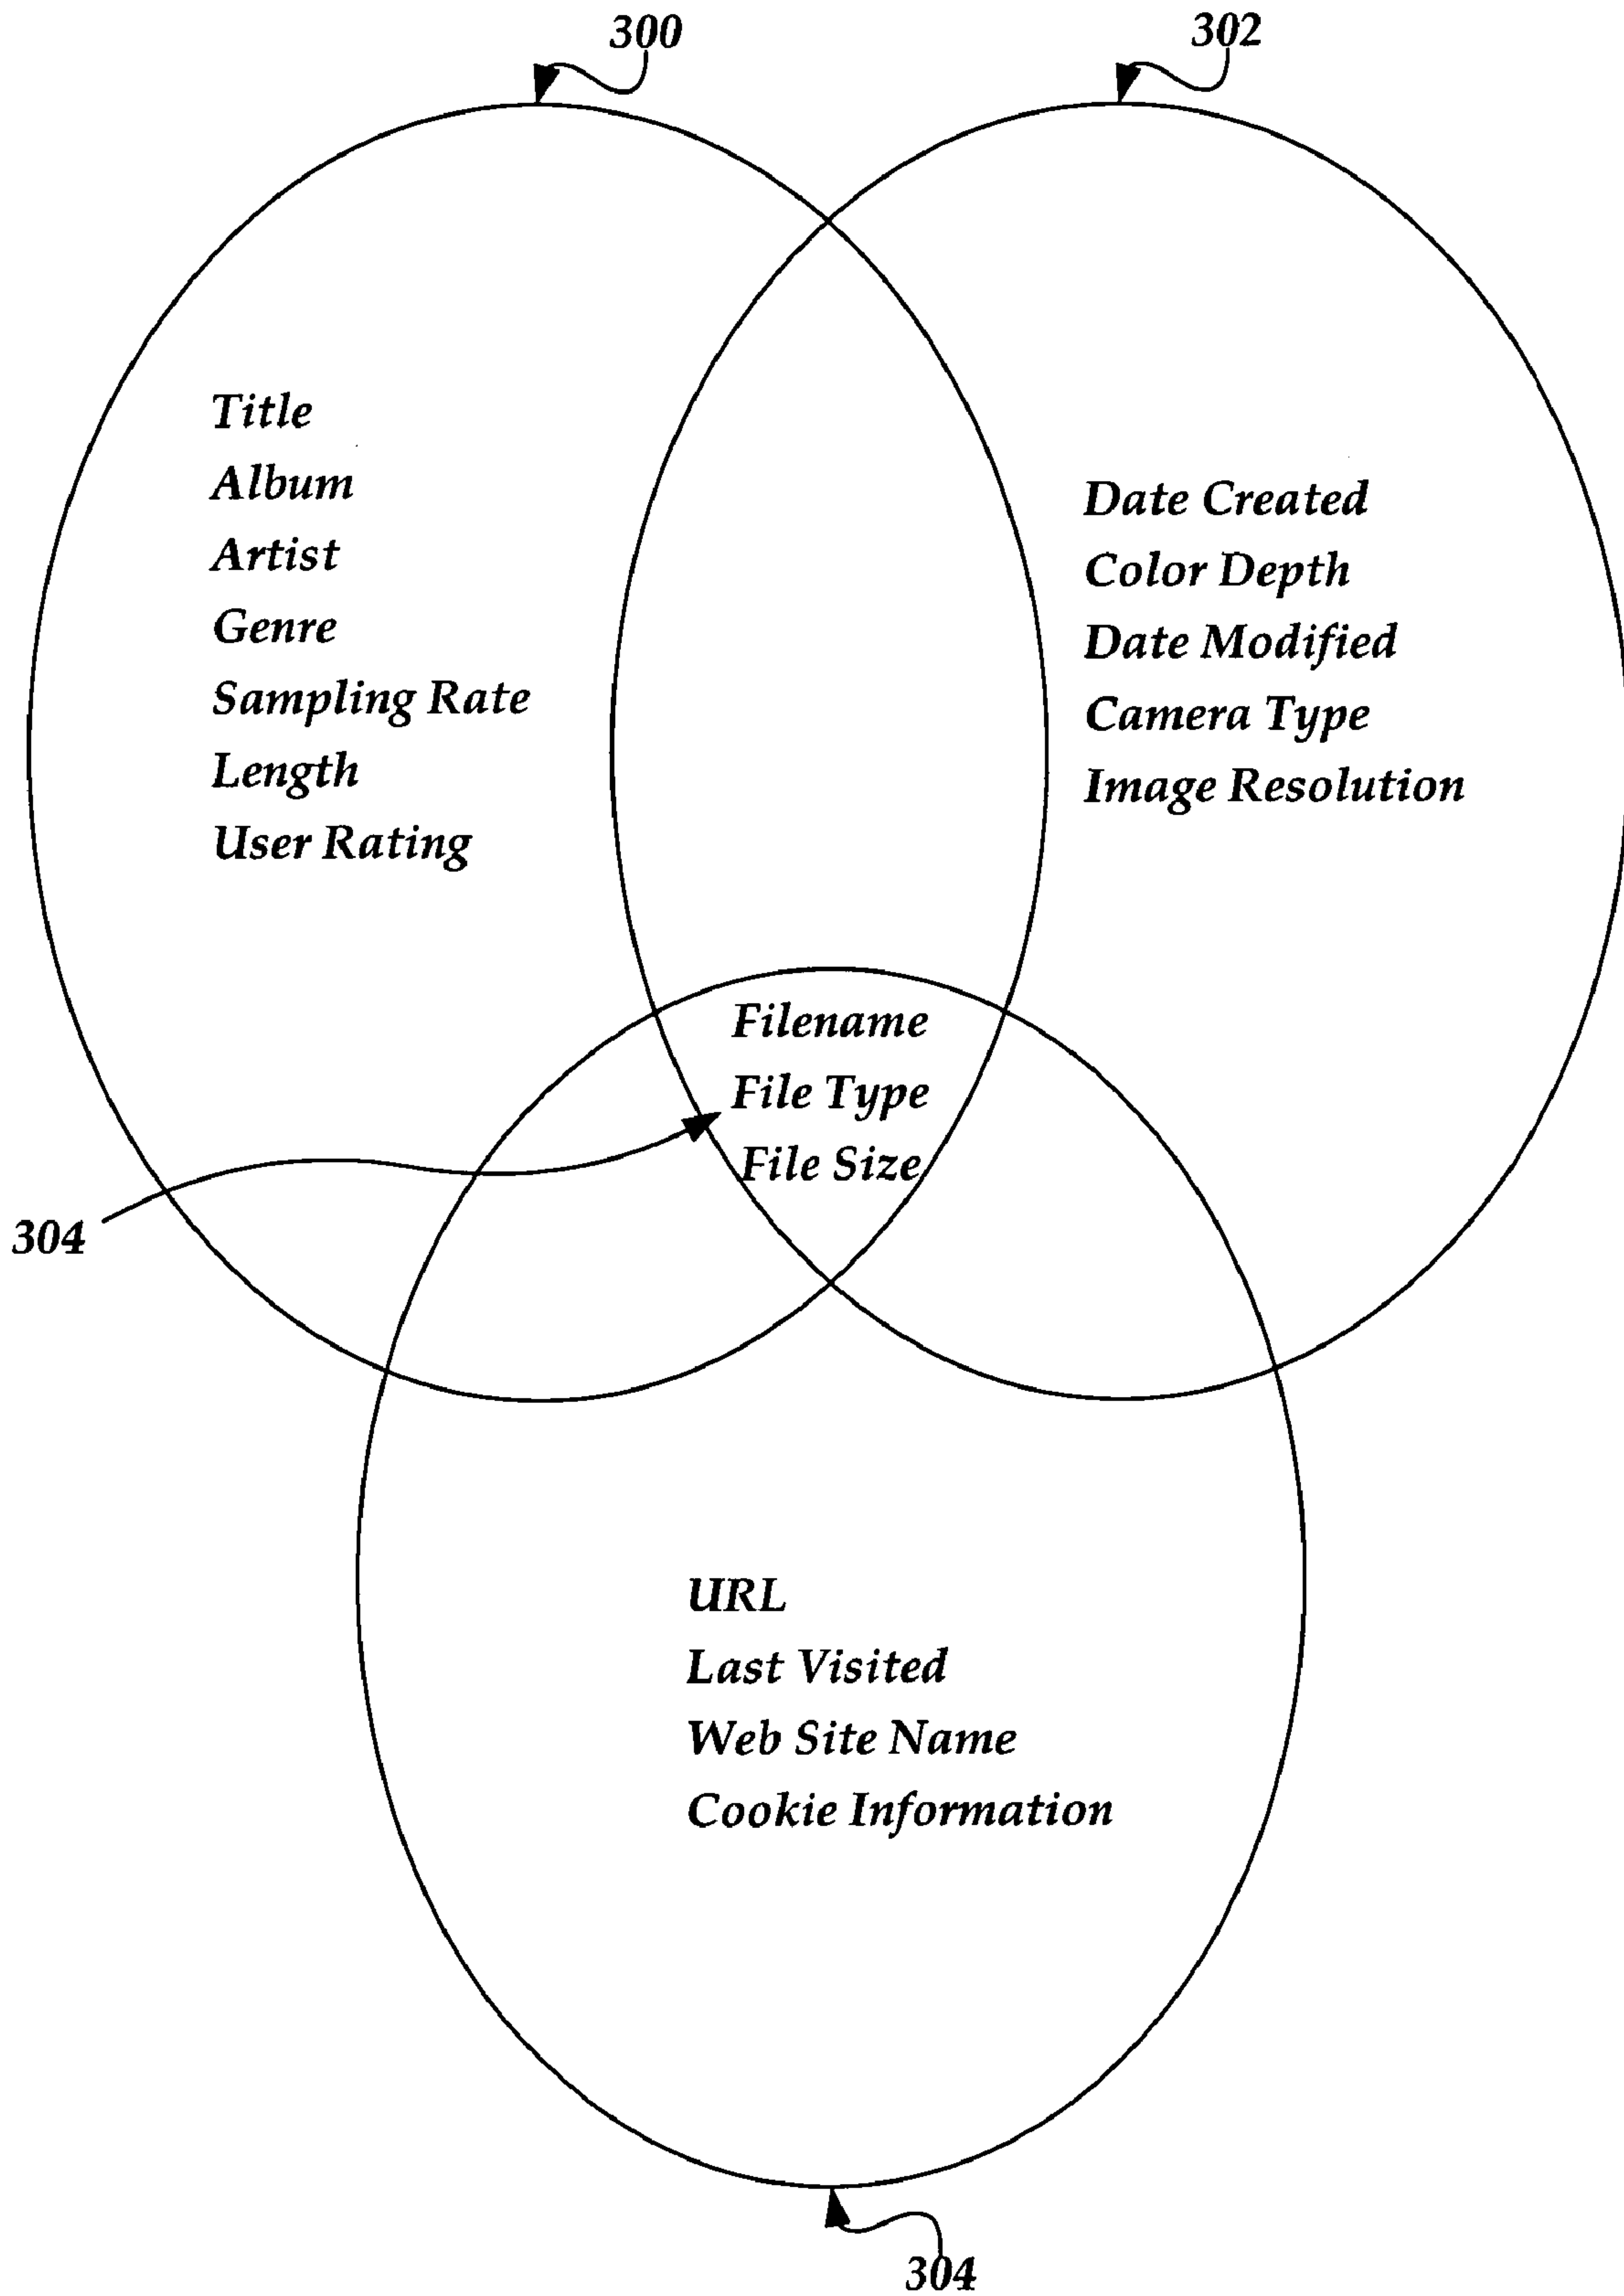 300
302
Title
Album
Artist
Genre
Sampling Rate
Length
User Rating
Date Created
Color Depth
Date Modified
Camera Type
Image Resolution
Filename
File Type
File Size
304
URL
Last Visited
Web Site Name
Cookie Information
304